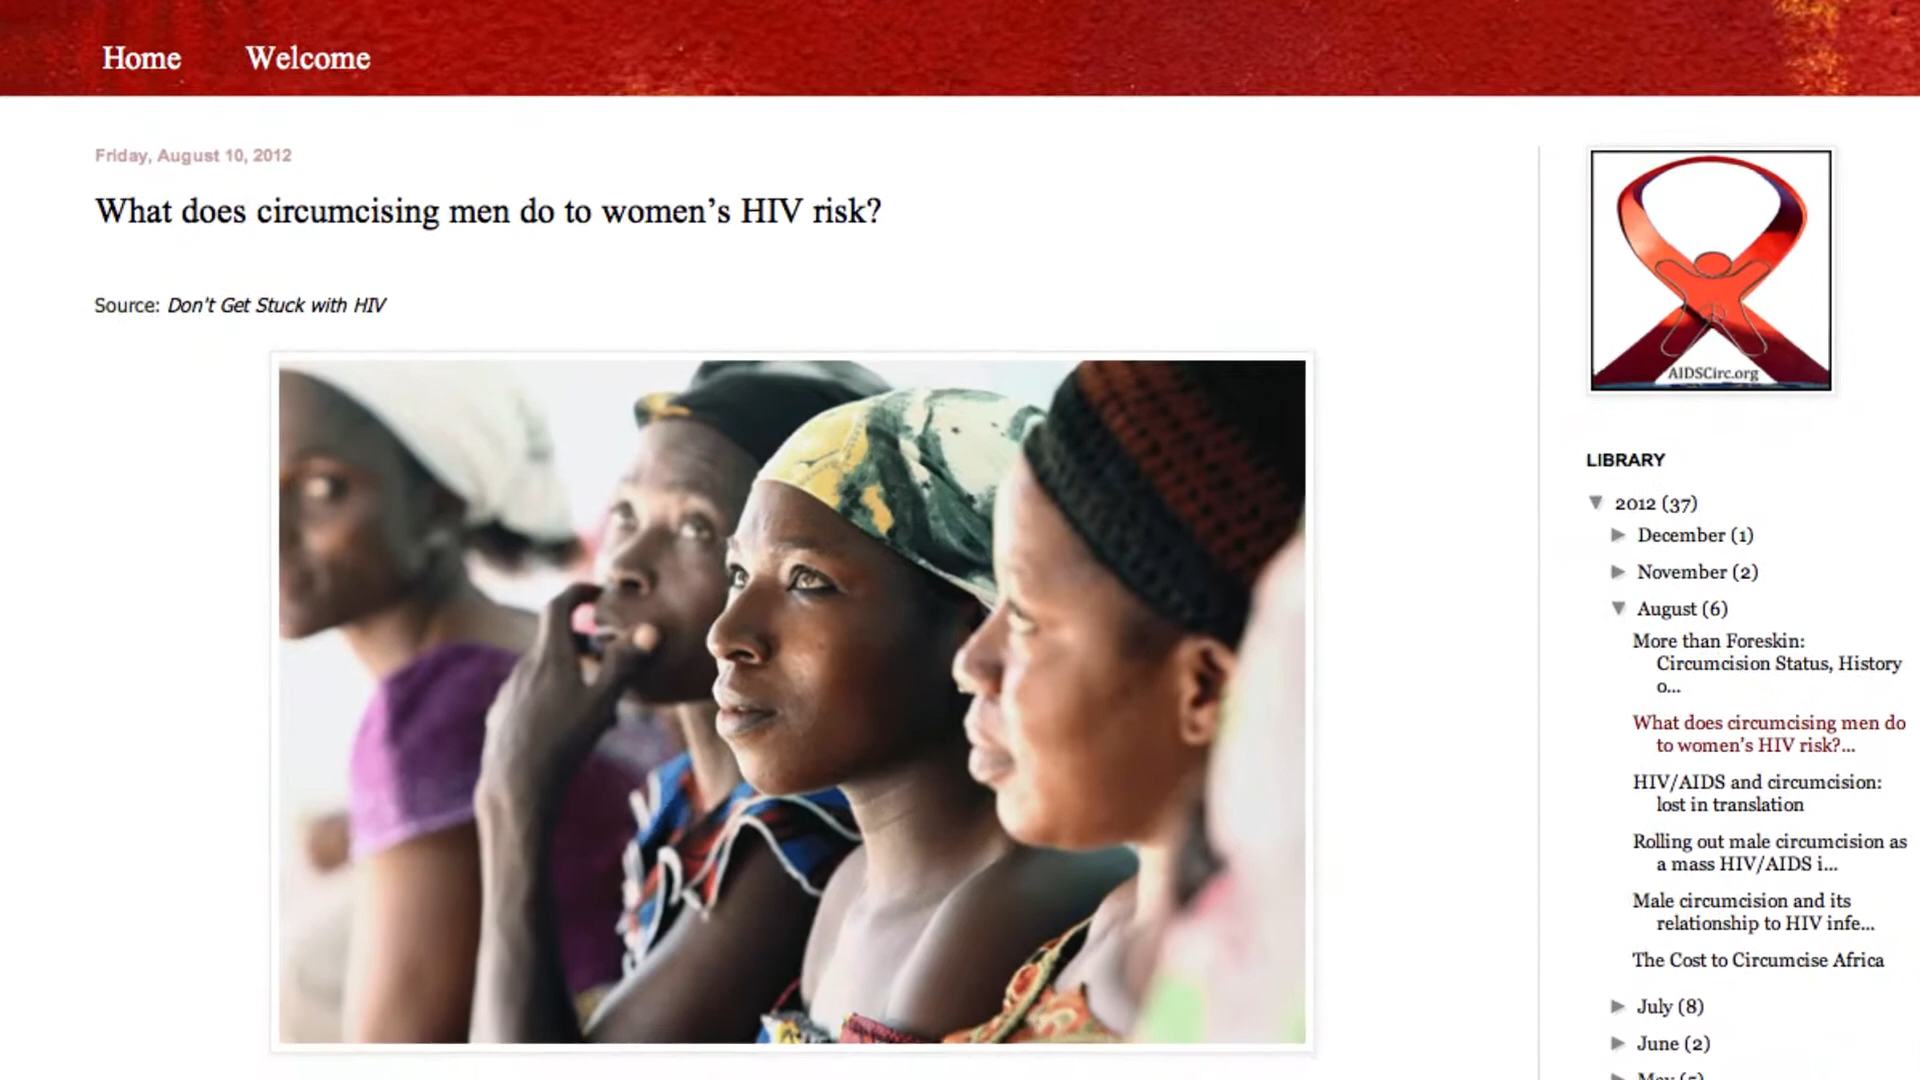 Home Welcome
Friday, August 10, 2012
What does circumcising men do to women’s HIV risk?
Source: Don't Get Stuck with HIV
AIDSCirc.org
LIBRARY
▼ 2012 (37)
► December (1)
► November (2)
▼ August (6)
More than Foreskin:
Circumcision Status, History
o...
What does circumcising men do
to women’s HIV risk?...
HIV/AIDS and circumcision:
lost in translation
Rolling out male circumcision as
a mass HIV/AIDS i...
Male circumcision and its
relationship to HIV infe...
The Cost to Circumcise Africa
► July (8)
► June (2)
► May (5)